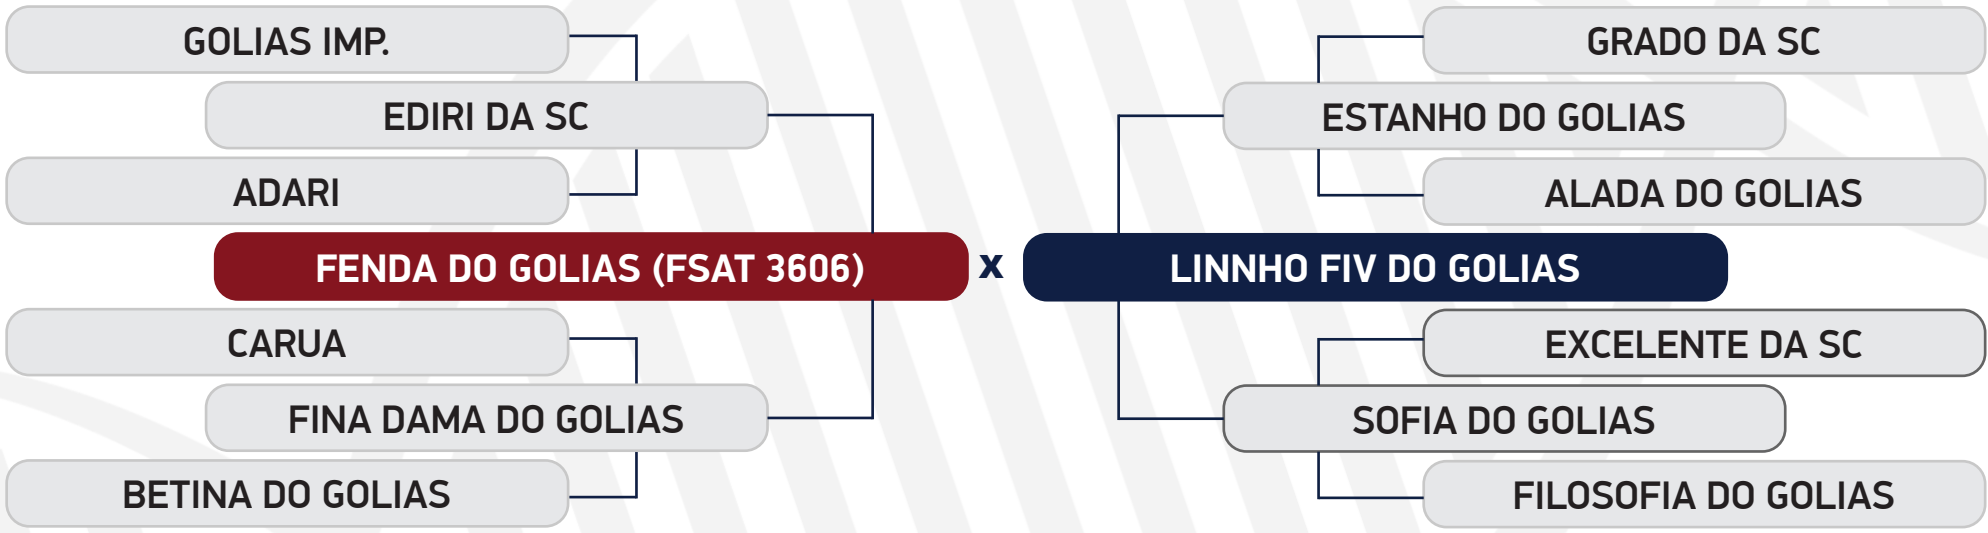 GOLIAS IMP.
EDIRI DA SC
ADARI
FENDA DO GOLIAS (FSAT 3606)
CARUA
FINA DAMA DO GOLIAS
BETINA DO GOLIAS
x
GRADO DA SC
ESTANHO DO GOLIAS
ALADA DO GOLIAS
LINNHO FIV DO GOLIAS
EXCELENTE DA SC
SOFIA DO GOLIAS
FILOSOFIA DO GOLIAS